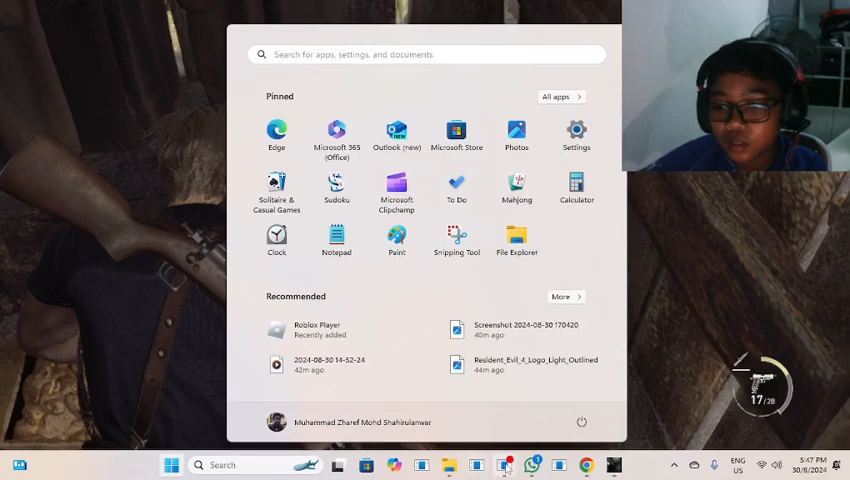 Search for apps, settings, and documents
Pinned
All apps
Edge
Microsoft 365
(Office)
Outlook (new)
Microsoft Store
Photos
Settings
Solitaire &
Casual Games
Sudoku
Microsoft
Clipchamp
To Do
Mahjong
Calculator
Clock
Notepad
Paint
Snipping Tool
File Explorer
Recommended
More
Roblox Player
Recently added
Screenshot 2024-08-30 170420
40m ago
2024-08-30 14-52-24
42m ago
Resident_Evil_4_Logo_Light_Outlined
44m ago
Muhammad Zharef Mohd Shahirulanwar
17/28
Search
1
ENG
US
5:47 PM
30/8/2024